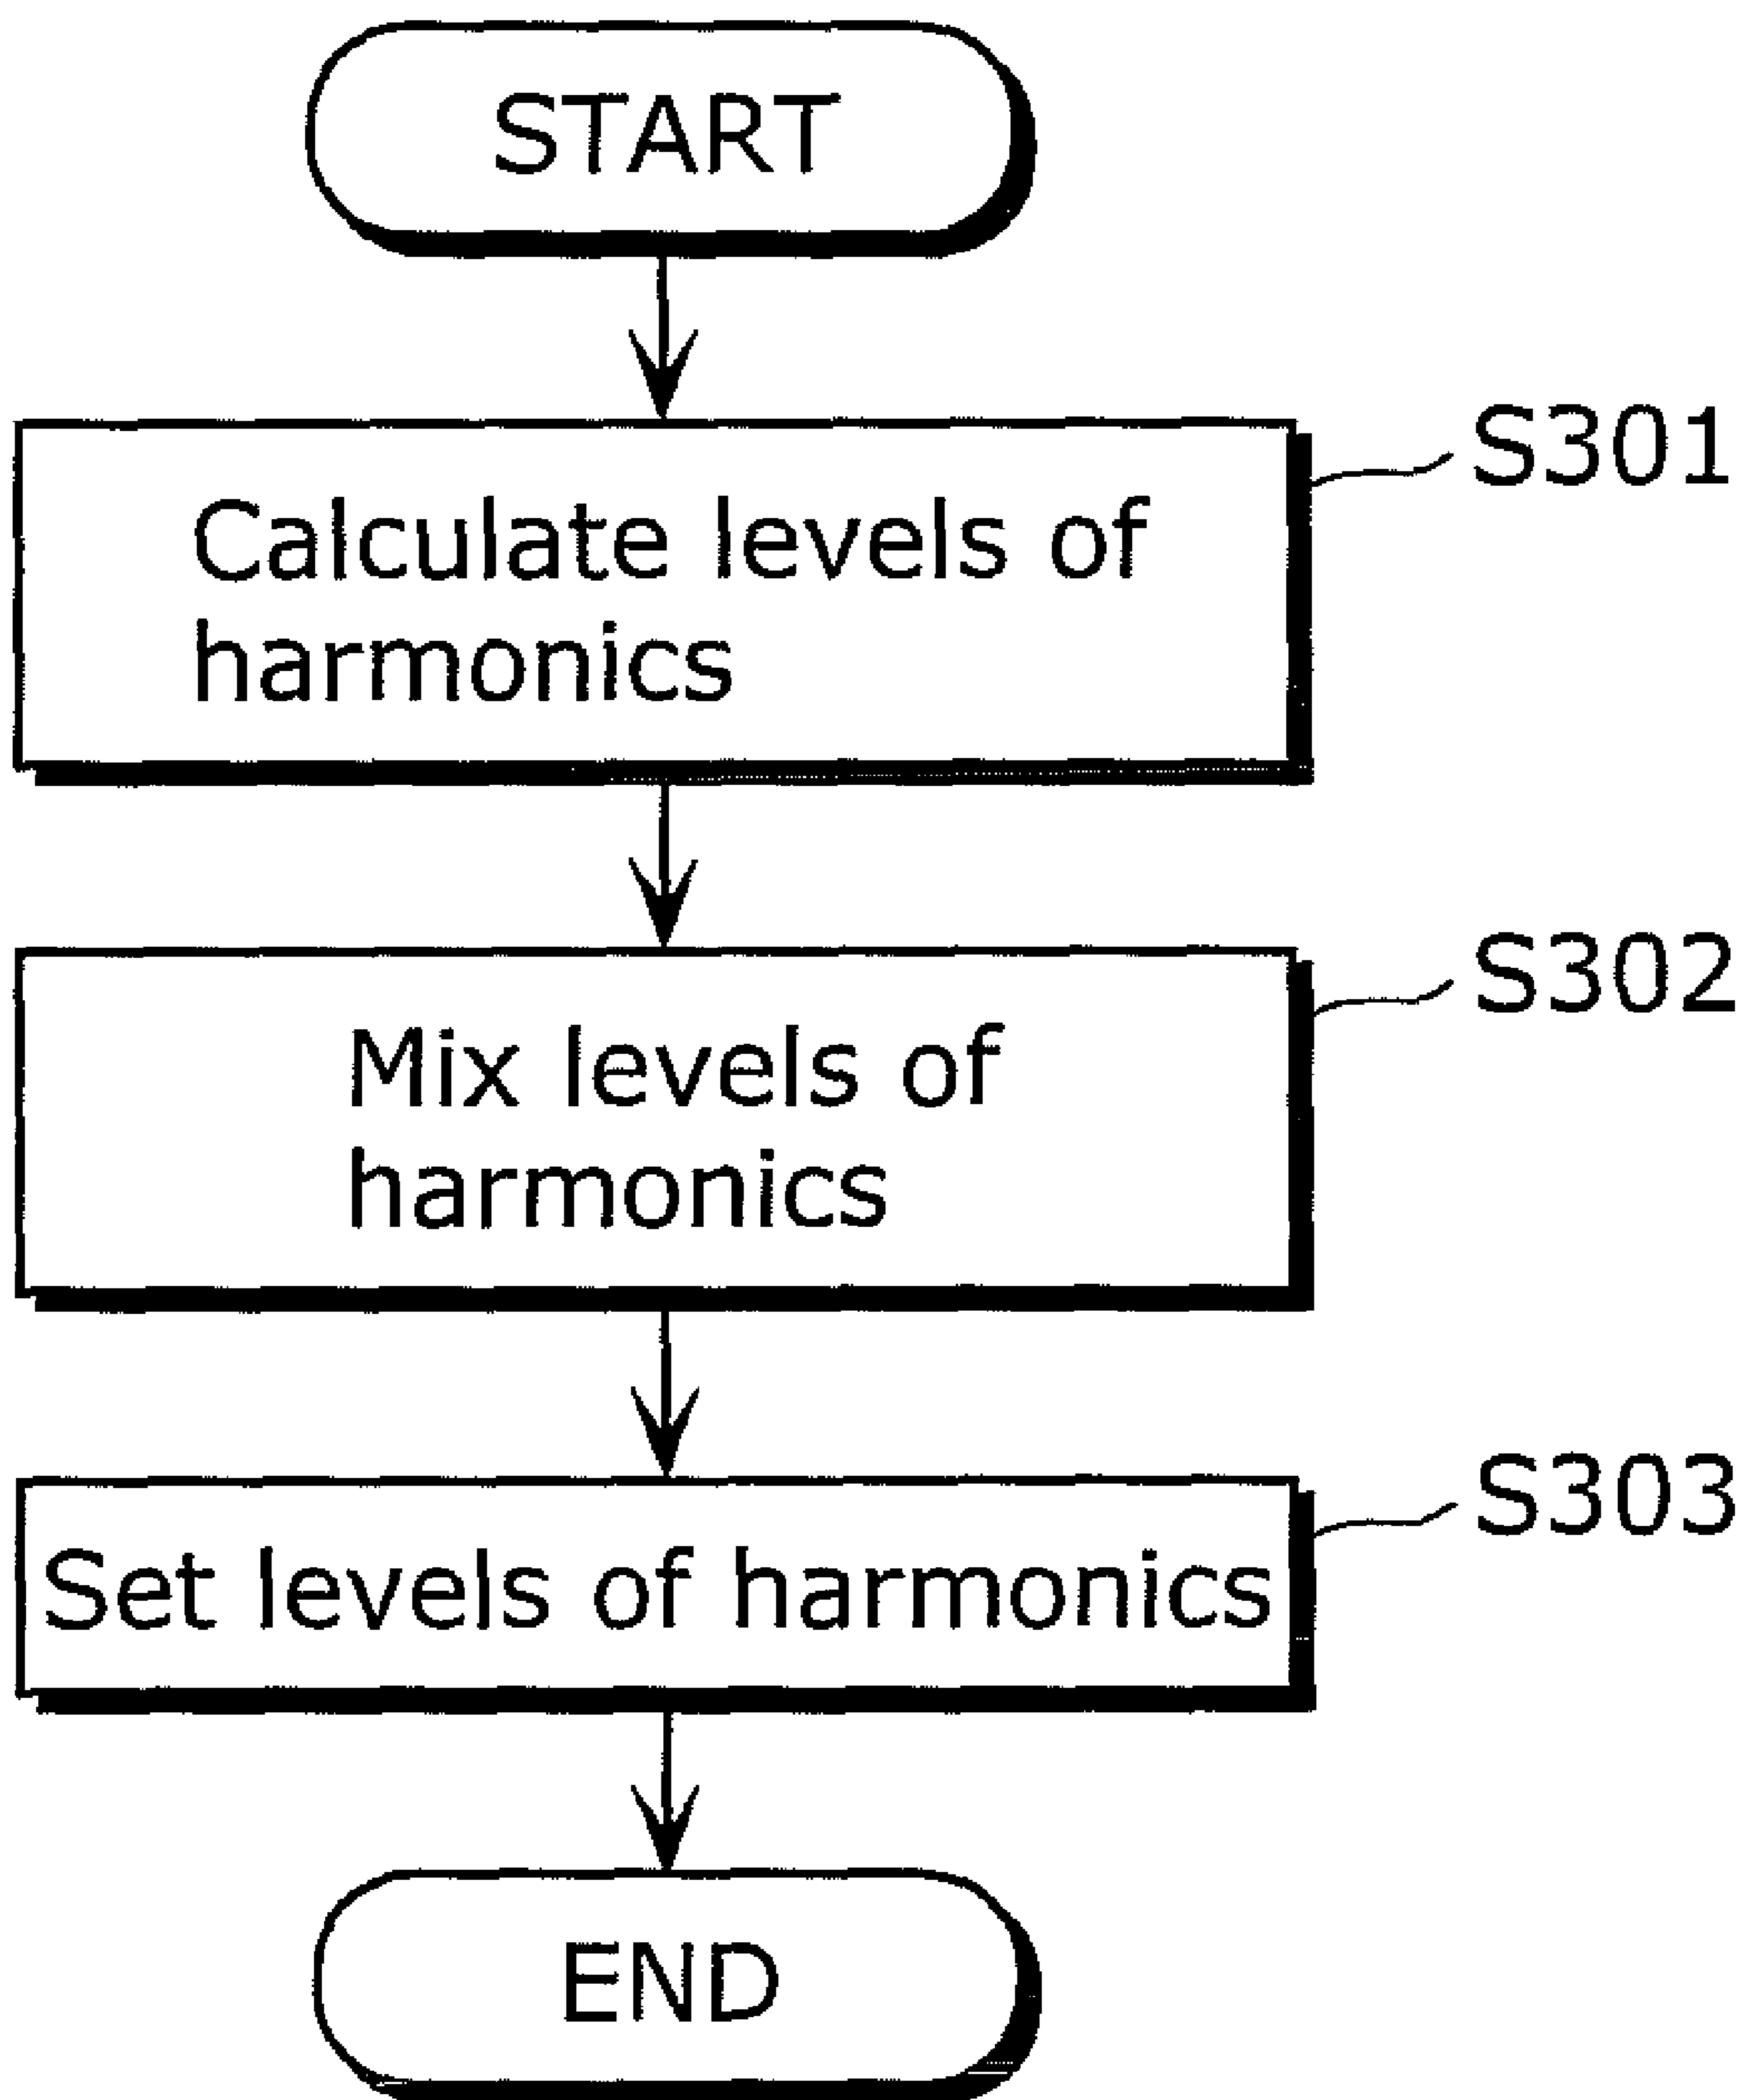 START
S301
Calculate levels of
harmonics
S302
Mix levels of
harmonics
S303
Set levels of harmonics
END